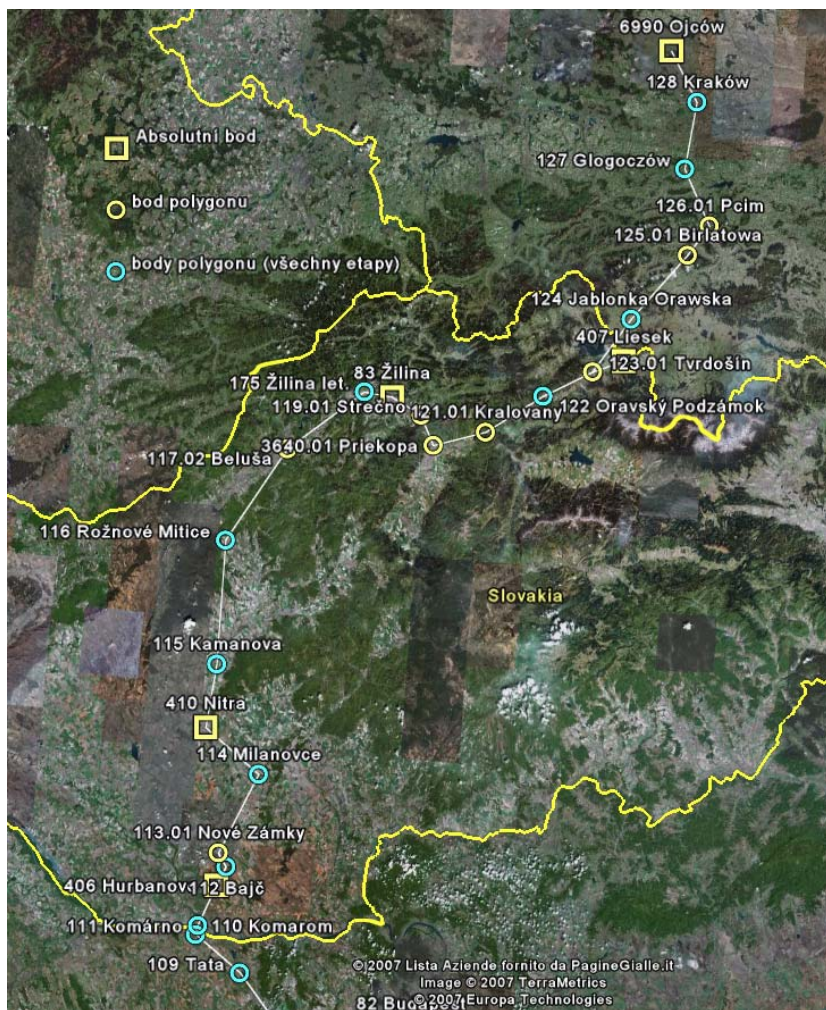 6990 Ojców
128 Kraków
Absolutní bod
127 Glogoczów
bod polygonu
126.01 Pcim
125.01 Birlatowa
body polygonu (všechny etapy)
124 Jablonka Orawska
407 Liesek
123.01 Tvrdošín
83 Žilina
175 Žilina let.
119.01 Strečno
121.01 Kralovany
122 Oravský Podzámok
3640.01 Priekopa
117.02 Beluša
116 Rožnové Mitice
Slovakia
115 Kamanova
410 Nitra
114 Milanovce
113.01 Nové Zámky
406 Hurbanovo
112 Bajč
111 Komárno
110 Komarom
109 Tata
© 2007 Lista Aziende fornito da PagineGialle.it
Image © 2007 TerraMetrics
© 2007 Europa Technologies
82 Budapest